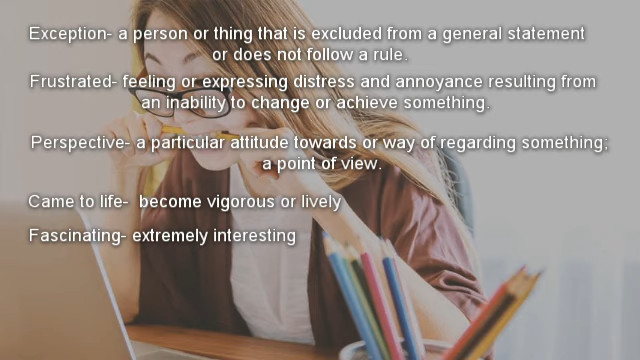 Exception- a person or thing that is excluded from a general statement
or does not follow a rule.
Frustrated- feeling or expressing distress and annoyance resulting from
an inability to change or achieve something.
Perspective- a particular attitude towards or way of regarding something;
a point of view.
Came to life-  become vigorous or lively
Fascinating- extremely interesting